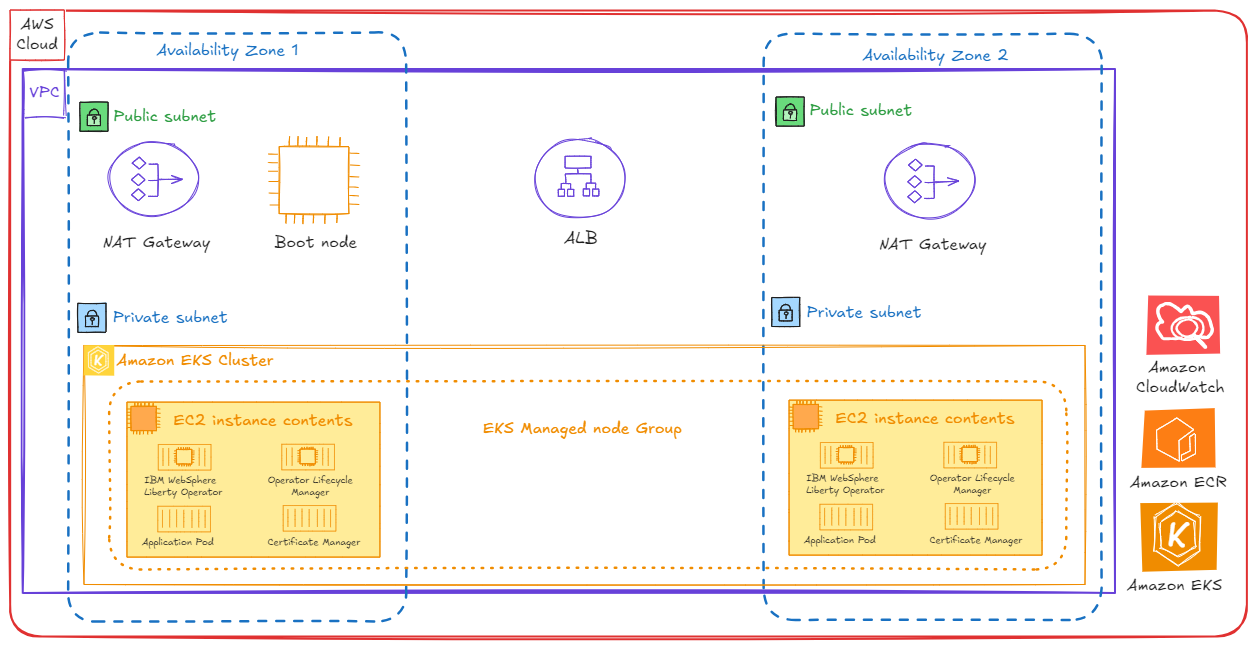 AWS
Cloud
Availability Zone 1
Availability Zone 2
VPC
Public subnet
Public subnet
NAT Gateway
Boot node
ALB
NAT Gateway
Private subnet
Private subnet
Amazon EKS Cluster
EC2 instance contents
EKS Managed node Group
EC2 instance contents
IBM WebSphere
Liberty Operator
Operator Lifecycle
Manager
Application Pod
Certificate Manager
IBM WebSphere
Liberty Operator
Operator Lifecycle
Manager
Application Pod
Certificate Manager
Amazon
CloudWatch
Amazon ECR
K
Amazon EKS
K